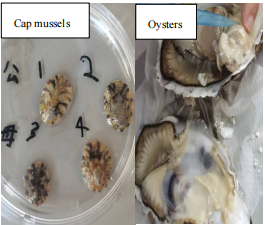 Cap mussels
Oysters
公 1 2
母 3 4